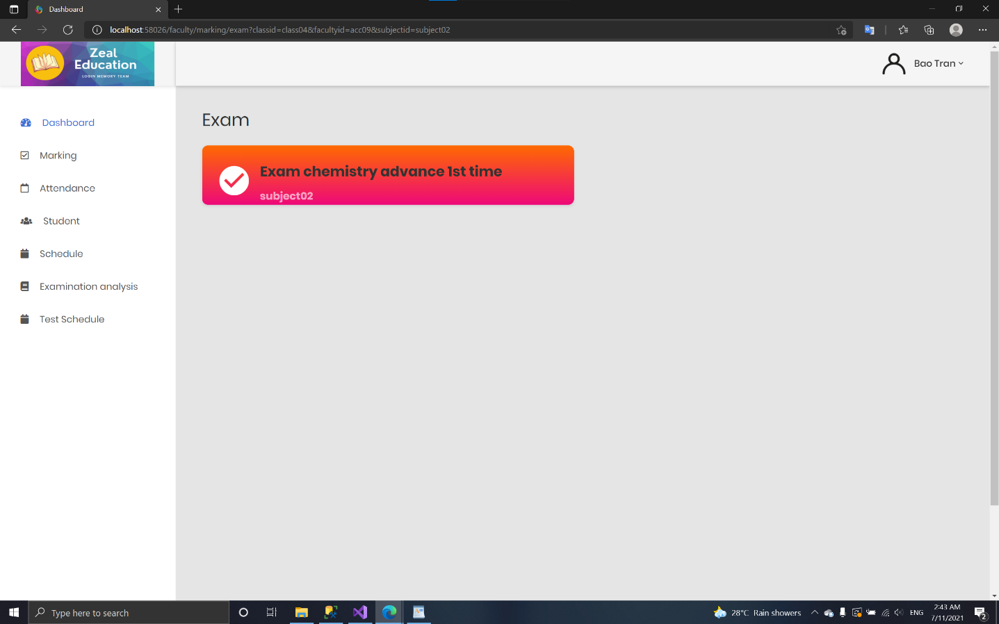 Dashboard
localhost:58026/faculty/marking/exam?classid=class04&facultyid=acc09&subjectid=subject02
Zeal
Education
LOGIN MEMORY TEAM
Bao Tran
Dashboard
Marking
Attendance
Student
Schedule
Examination analysis
Test Schedule
Exam
Exam chemistry advance 1st time
subject02
Type here to search
28°C Rain showers
ENG
2:43 AM
7/11/2021
2